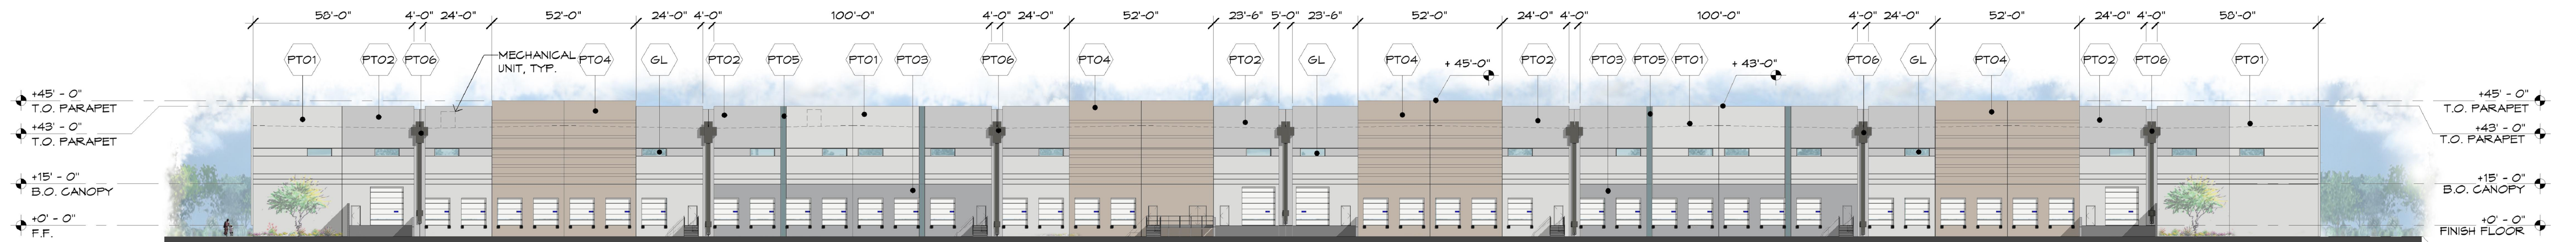 58'-0" 4'-0" 24'-0" 52'-0" 24'-0" 4'-0" 100'-0" 4'-0" 24'-0" 52'-0" 23'-6" 5'-0" 23'-6" 52'-0" 24'-0" 4'-0" 100'-0" 4'-0" 24'-0" 52'-0" 24'-0" 4'-0" 58'-0"
PT01 PT02 PT06 MECHANICAL PT04 GL PT02 PT05 PT01 PT03 PT06 PT04 PT02 GL PT04 + 45'-0" PT02 PT03 PT05 PT01 + 43'-0" PT06 GL PT04 PT02 PT06 PT01
UNIT, TYP.
+45' - 0"
T.O. PARAPET
+43' - 0"
T.O. PARAPET
+15' - 0"
B.O. CANOPY
+0' - 0"
F.F.
+45' - 0"
T.O. PARAPET
+43' - 0"
T.O. PARAPET
+15' - 0"
B.O. CANOPY
+0' - 0"
FINISH FLOOR